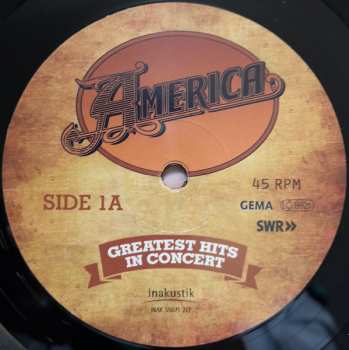 AMERICA
SIDE 1A
45 RPM
GEMA
SWR»
GREATEST HITS
IN CONCERT
inakustik